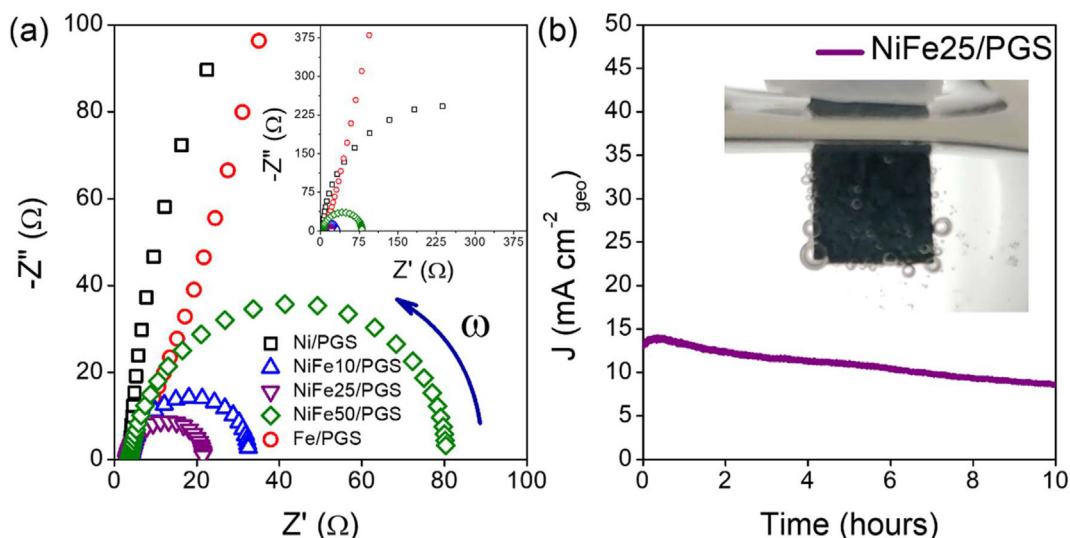 (a)
100
80
60
40
20
0
-Z" (Ω)
0 20 40 60 80 100
Z' (Ω)
375
300
225
150
75
0
-Z" (Ω)
0 75 150 225 300 375
Z' (Ω)
ω
Ni/PGS
NiFe10/PGS
NiFe25/PGS
NiFe50/PGS
Fe/PGS
(b)
50
45
40
35
30
25
20
15
10
5
0
J (mA cm⁻²geo)
NiFe25/PGS
0 2 4 6 8 10
Time (hours)